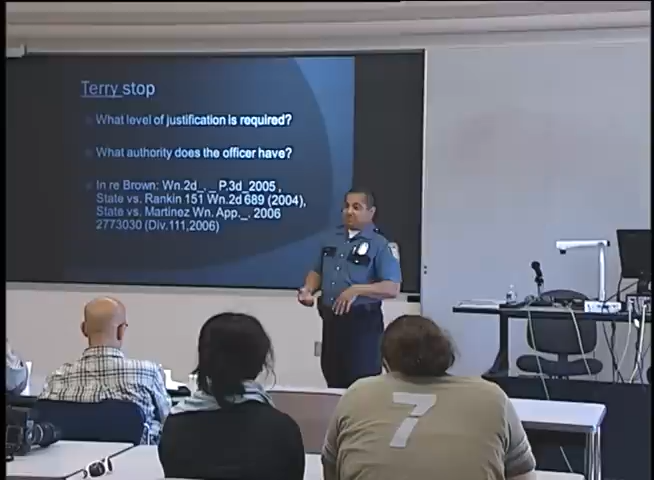 Terry stop
What level of justification is required?
What authority does the officer have?
In re Brown: Wn.2d_. _ P.3d_2005 ,
State vs. Rankin 151 Wn.2d 689 (2004),
State vs. Martinez Wn. App._. 2006
2773030 (Div.111,2006)
7